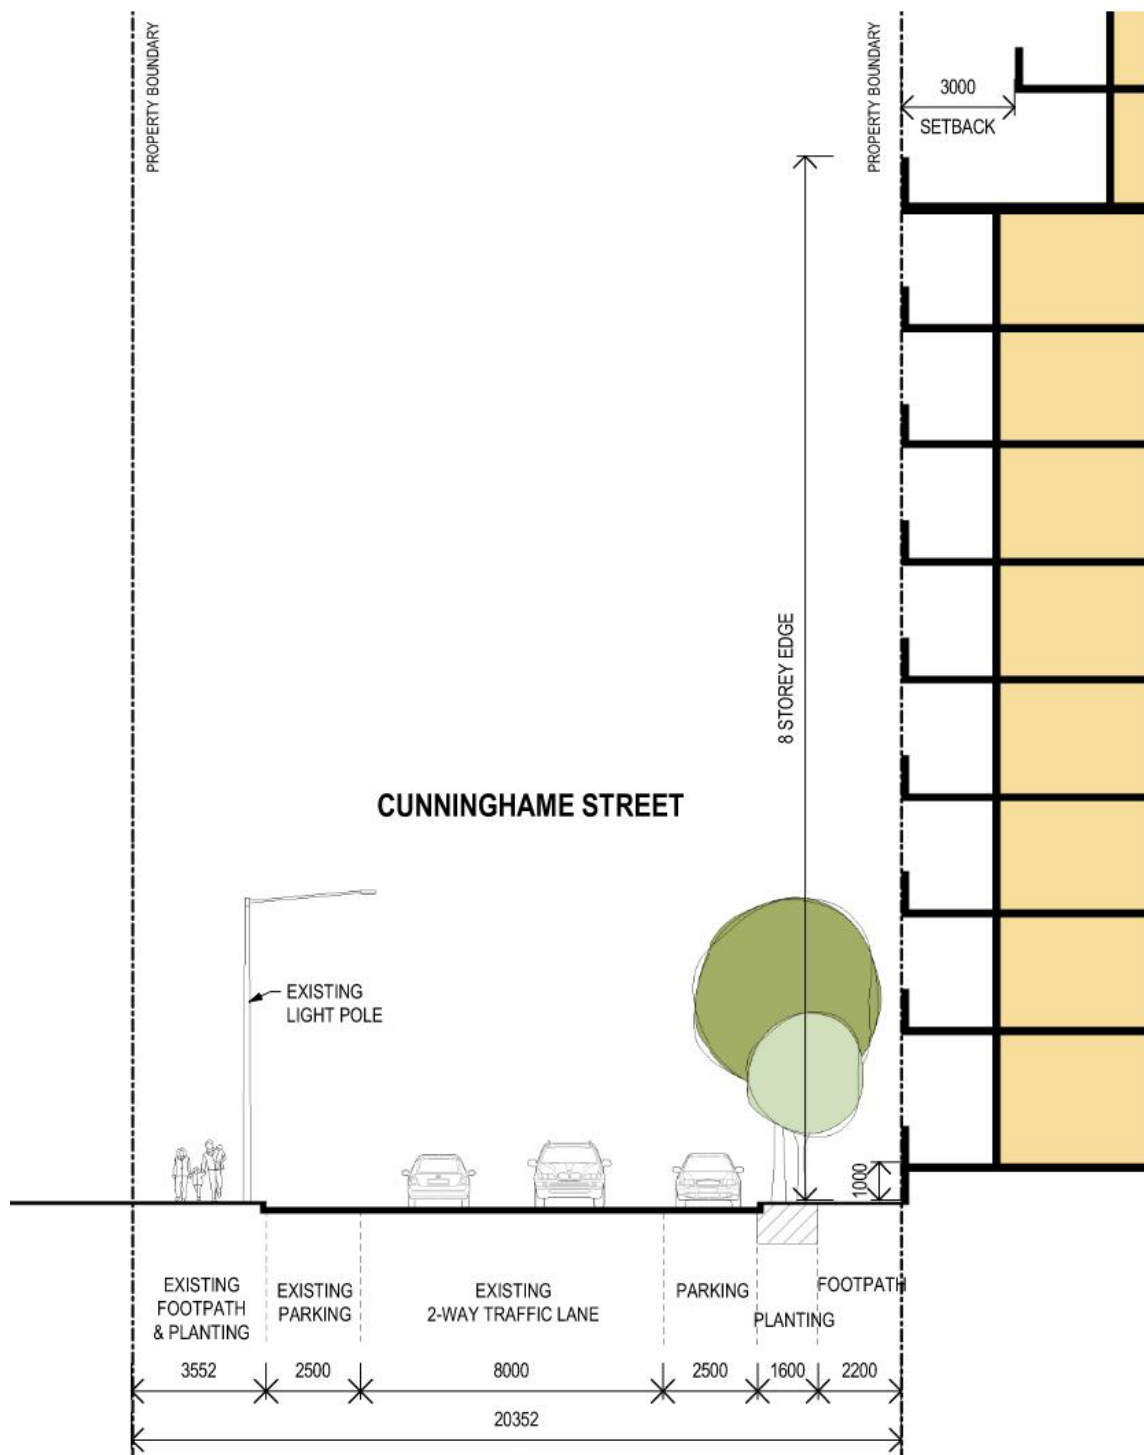 PROPERTY BOUNDARY
PROPERTY BOUNDARY
3000
SETBACK
8 STOREY EDGE
CUNNINGHAME STREET
EXISTING
LIGHT POLE
1000
EXISTING
FOOTPATH
& PLANTING
EXISTING
PARKING
EXISTING
2-WAY TRAFFIC LANE
PARKING
PLANTING
FOOTPATH
3552
2500
8000
2500
1600
2200
20352